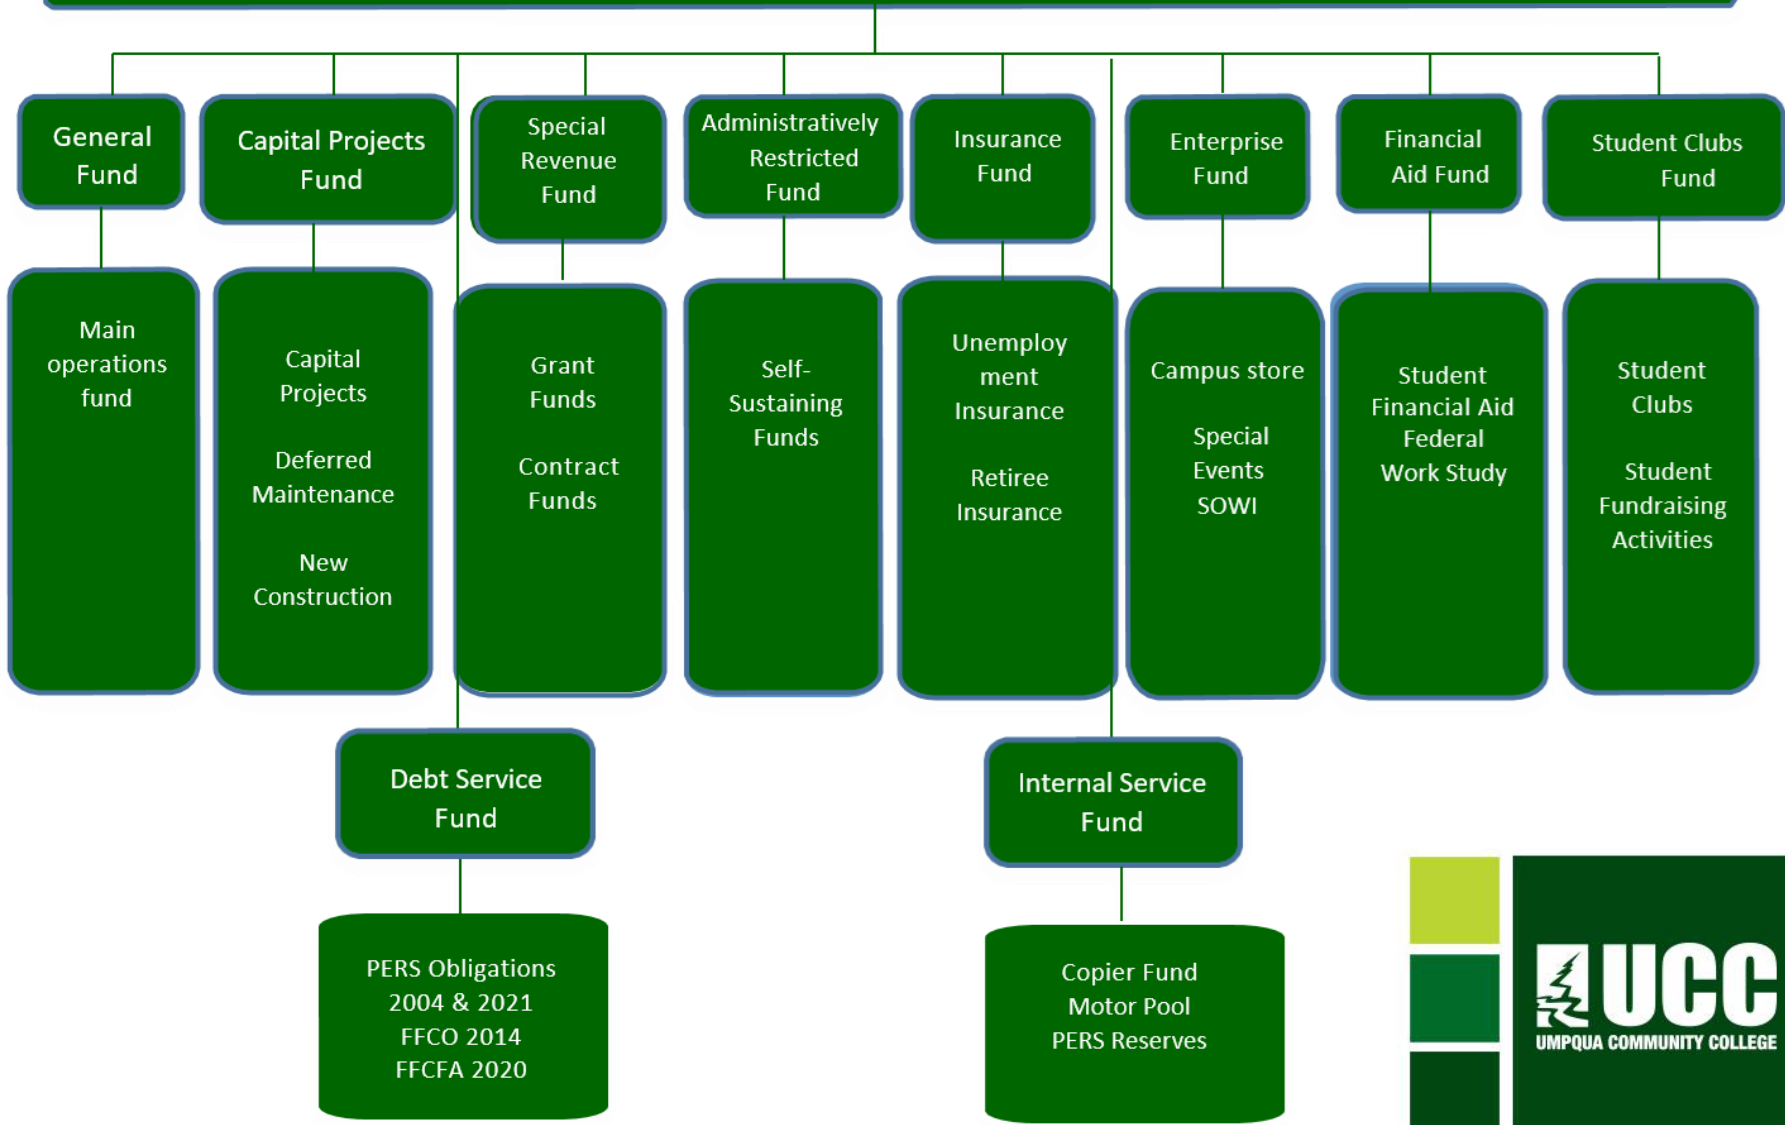 General
Fund
Capital Projects
Fund
Special
Revenue
Fund
Administratively
Restricted
Fund
Insurance
Fund
Enterprise
Fund
Financial
Aid Fund
Student Clubs
Fund
Main
operations
fund
Capital
Projects
Deferred
Maintenance
New
Construction
Grant
Funds
Contract
Funds
Self-
Sustaining
Funds
Unemploy
ment
Insurance
Retiree
Insurance
Campus store
Special
Events
SOWI
Student
Financial Aid
Federal
Work Study
Student
Clubs
Student
Fundraising
Activities
Debt Service
Fund
Internal Service
Fund
PERS Obligations
2004 & 2021
FFCO 2014
FFCFA 2020
Copier Fund
Motor Pool
PERS Reserves
UCC
UMPQUA COMMUNITY COLLEGE